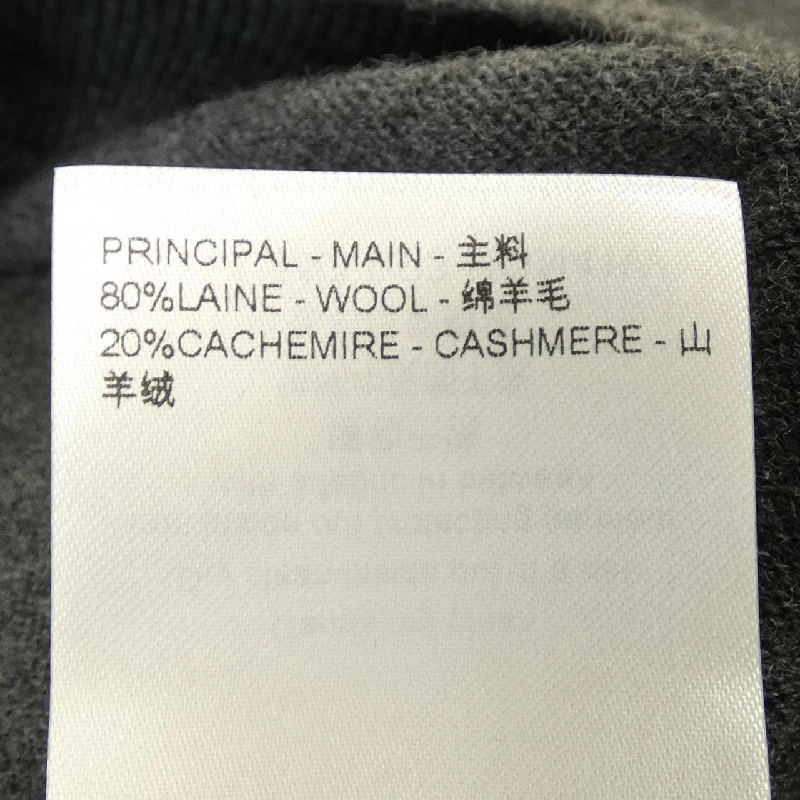 PRINCIPAL - MAIN - 主料
80%LAINE - WOOL - 绵羊毛
20%CACHEMIRE - CASHMERE - 山
羊绒